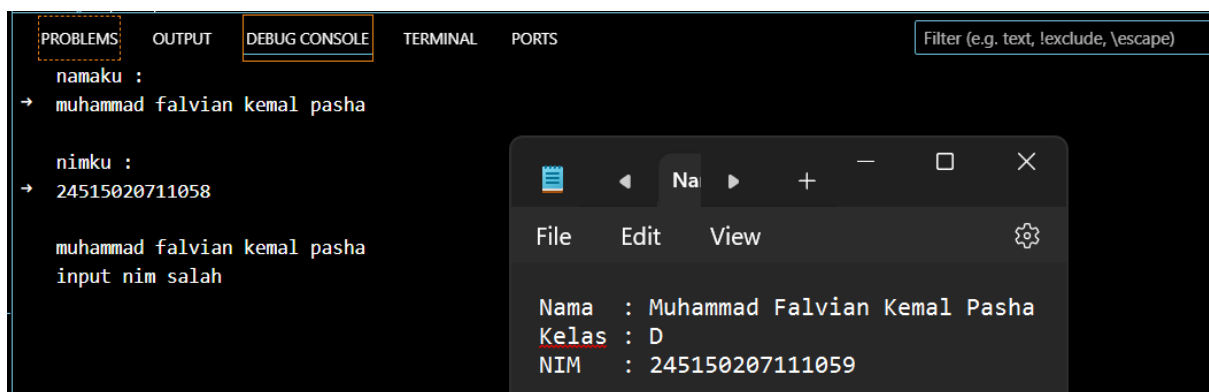 PROBLEMS OUTPUT DEBUG CONSOLE TERMINAL PORTS Filter (e.g. text, !exclude, \escape)
namaku :
→ muhammad falvian kemal pasha
nimku :
→ 24515020711058
muhammad falvian kemal pasha
input nim salah
Nai
File Edit View
Nama : Muhammad Falvian Kemal Pasha
Kelas : D
NIM : 245150207111059